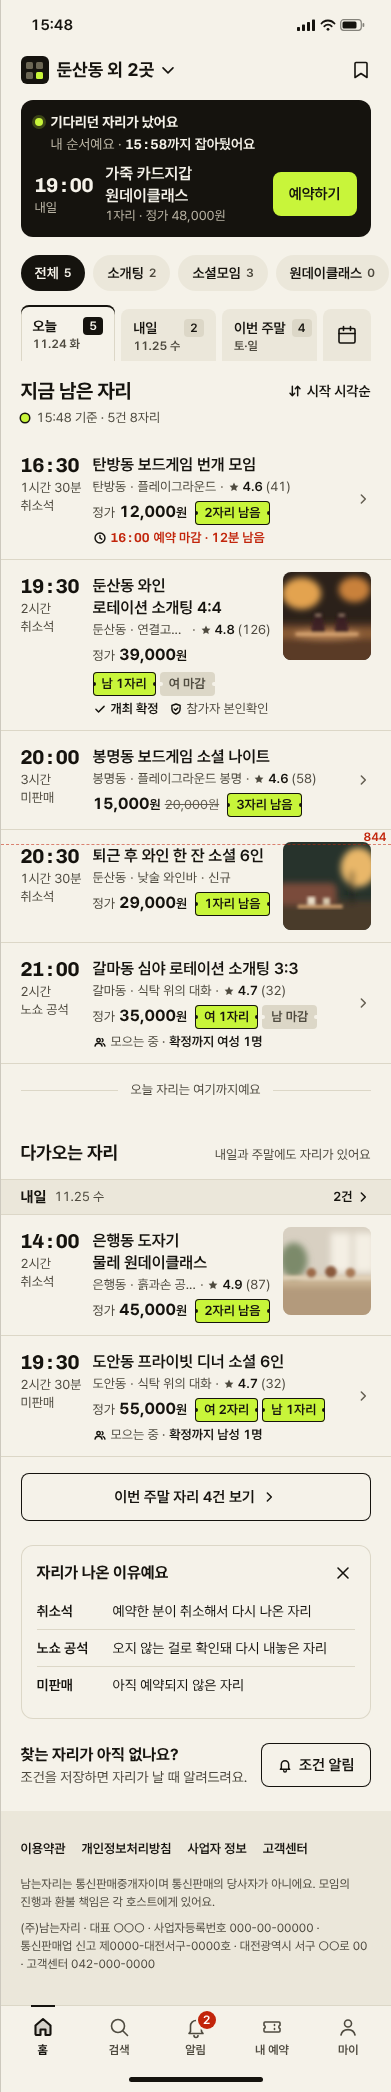 15:48
둔산동 외 2곳
기다리던 자리가 났어요
내 순서예요 · 15:58까지 잡아뒀어요
19:00 가죽 카드지갑
내일 원데이클래스
1자리 · 정가 48,000원
예약하기
전체 5 소개팅 2 소셜모임 3 원데이클래스 0
오늘 5 내일 2 이번 주말 4
11.24 화 11.25 수 토·일
지금 남은 자리 시작 시각순
15:48 기준 · 5건 8자리
16:30 탄방동 보드게임 번개 모임
1시간 30분 탄방동 · 플레이그라운드 · ★ 4.6 (41)
취소석 정가 12,000원 2자리 남음
16:00 예약 마감 · 12분 남음
19:30 둔산동 와인
2시간 로테이션 소개팅 4:4
취소석 둔산동 · 연결고... · ★ 4.8 (126)
정가 39,000원
남 1자리 여 마감
개최 확정 참가자 본인확인
20:00 봉명동 보드게임 소셜 나이트
3시간 봉명동 · 플레이그라운드 봉명 · ★ 4.6 (58)
미판매 15,000원 20,000원 3자리 남음
844
20:30 퇴근 후 와인 한 잔 소셜 6인
1시간 30분 둔산동 · 낮술 와인바 · 신규
취소석 정가 29,000원 1자리 남음
21:00 갈마동 심야 로테이션 소개팅 3:3
2시간 갈마동 · 식탁 위의 대화 · ★ 4.7 (32)
노쇼 공석 정가 35,000원 여 1자리 남 마감
모으는 중 · 확정까지 여성 1명
오늘 자리는 여기까지예요
다가오는 자리 내일과 주말에도 자리가 있어요
내일 11.25 수 2건
14:00 은행동 도자기
2시간 물레 원데이클래스
취소석 은행동 · 흙과손 공... · ★ 4.9 (87)
정가 45,000원 2자리 남음
19:30 도안동 프라이빗 디너 소셜 6인
2시간 30분 도안동 · 식탁 위의 대화 · ★ 4.7 (32)
미판매 정가 55,000원 여 2자리 남 1자리
모으는 중 · 확정까지 남성 1명
이번 주말 자리 4건 보기
자리가 나온 이유예요
취소석 예약한 분이 취소해서 다시 나온 자리
노쇼 공석 오지 않는 걸로 확인돼 다시 내놓은 자리
미판매 아직 예약되지 않은 자리
찾는 자리가 아직 없나요?
조건을 저장하면 자리가 날 때 알려드려요.
조건 알림
이용약관 개인정보처리방침 사업자 정보 고객센터
남는자리는 통신판매중개자이며 통신판매의 당사자가 아니에요. 모임의
진행과 환불 책임은 각 호스트에게 있어요.
(주)남는자리 · 대표 ○○○ · 사업자등록번호 000-00-00000 ·
통신판매업 신고 제0000-대전서구-0000호 · 대전광역시 서구 ○○로 00
· 고객센터 042-000-0000
2
홈 검색 알림 내 예약 마이